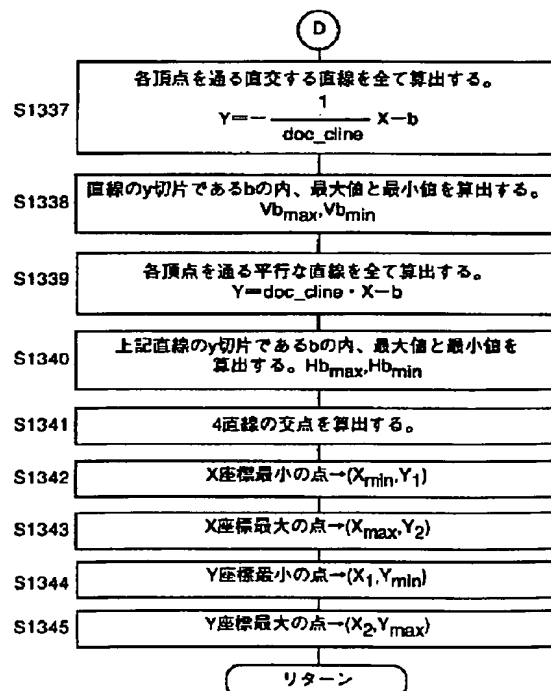 D
S1337
各頂点を通る直交する直線を全て算出する。
Y=− 1/doc_cline X−b
S1338
直線のy切片であるbの内、最大値と最小値を算出する。
Vbmax,Vbmin
S1339
各頂点を通る平行な直線を全て算出する。
Y=doc_cline・X−b
S1340
上記直線のy切片であるbの内、最大値と最小値を
算出する。Hbmax,Hbmin
S1341
4直線の交点を算出する。
S1342
X座標最小の点→(Xmin,Y1)
S1343
X座標最大の点→(Xmax,Y2)
S1344
Y座標最小の点→(X1,Ymin)
S1345
Y座標最大の点→(X2,Ymax)
リターン